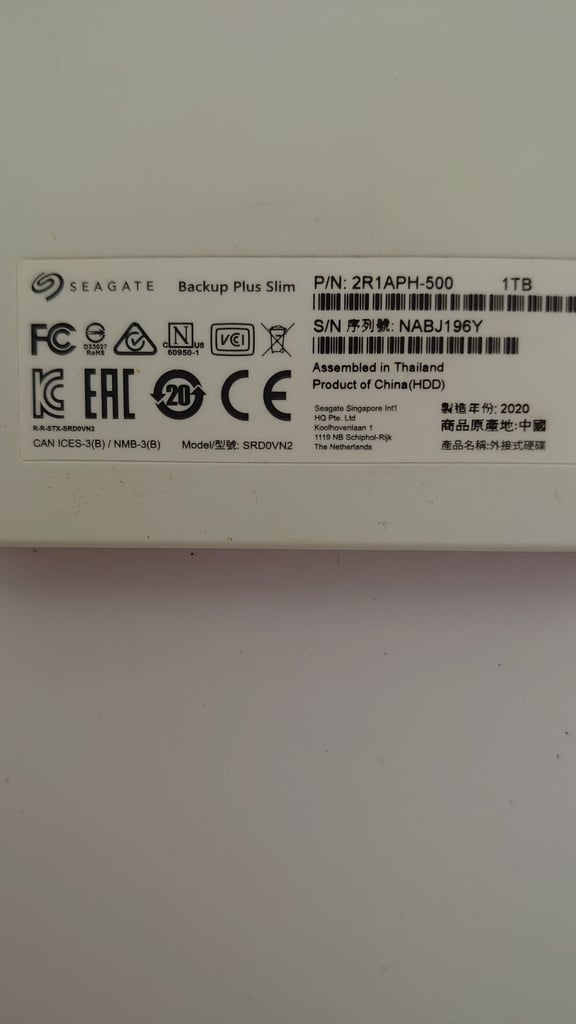 SEAGATE Backup Plus Slim
P/N: 2R1APH-500 1TB
S/N 序列號: NABJ196Y
FC D33027 RoHS c N US 60950-1 VCI
Assembled in Thailand
Product of China(HDD)
EAC 20 CE
R-R-STX-SRD0VN2
CAN ICES-3(B) / NMB-3(B) Model/型號: SRD0VN2
Seagate Singapore Intl
HQ Pte. Ltd
Koolhovenlaan 1
1119 NB Schiphol-Rijk
The Netherlands
製造年份: 2020
商品原產地:中國
產品名稱:外接式硬碟